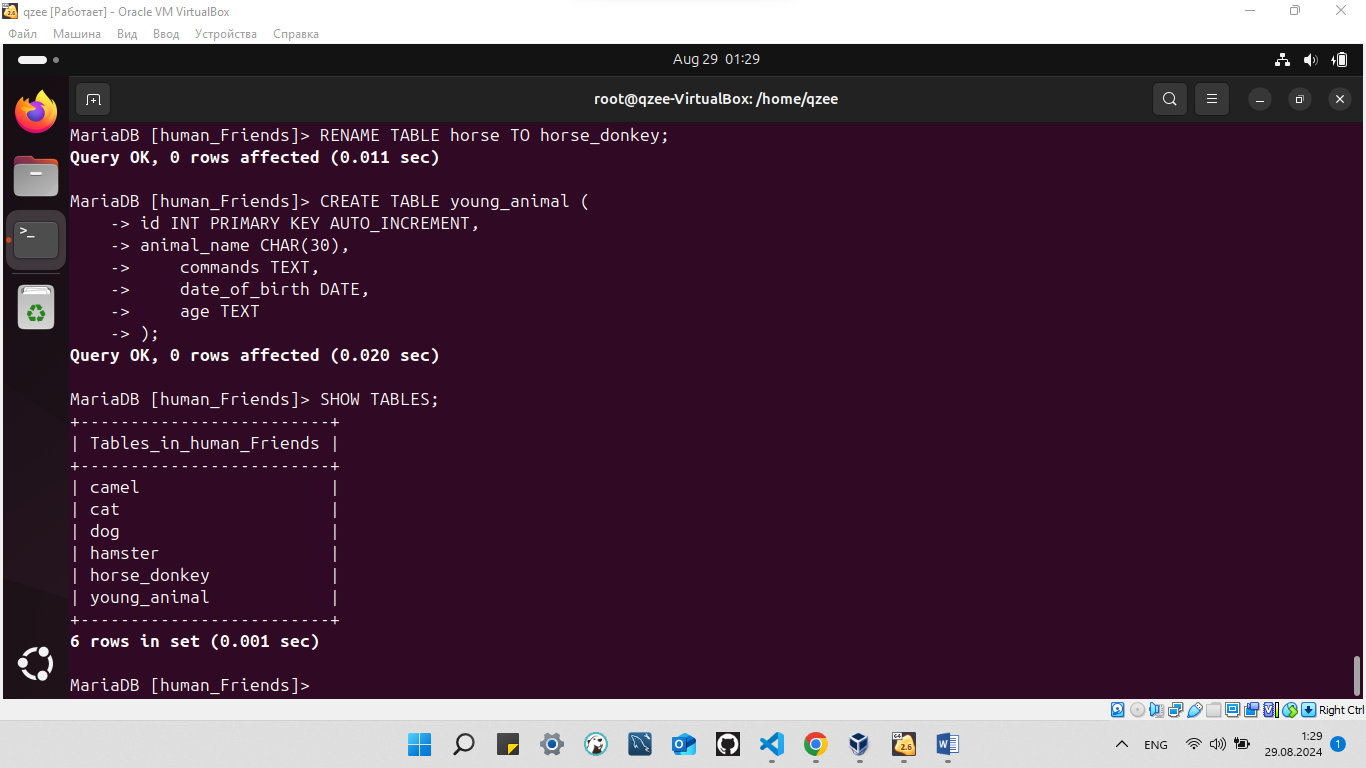 qzee [Работает] - Oracle VM VirtualBox
Файл Машина Вид Ввод Устройства Справка
Aug 29 01:29
root@qzee-VirtualBox: /home/qzee
MariaDB [human_Friends]> RENAME TABLE horse TO horse_donkey;
Query OK, 0 rows affected (0.011 sec)
MariaDB [human_Friends]> CREATE TABLE young_animal (
    -> id INT PRIMARY KEY AUTO_INCREMENT,
    -> animal_name CHAR(30),
    ->     commands TEXT,
    ->     date_of_birth DATE,
    ->     age TEXT
    -> );
Query OK, 0 rows affected (0.020 sec)
MariaDB [human_Friends]> SHOW TABLES;
+-------------------------+
| Tables_in_human_Friends |
+-------------------------+
| camel                   |
| cat                     |
| dog                     |
| hamster                 |
| horse_donkey            |
| young_animal            |
+-------------------------+
6 rows in set (0.001 sec)
MariaDB [human_Friends]>
Right Ctrl
2.6
ENG
1:29
29.08.2024
1